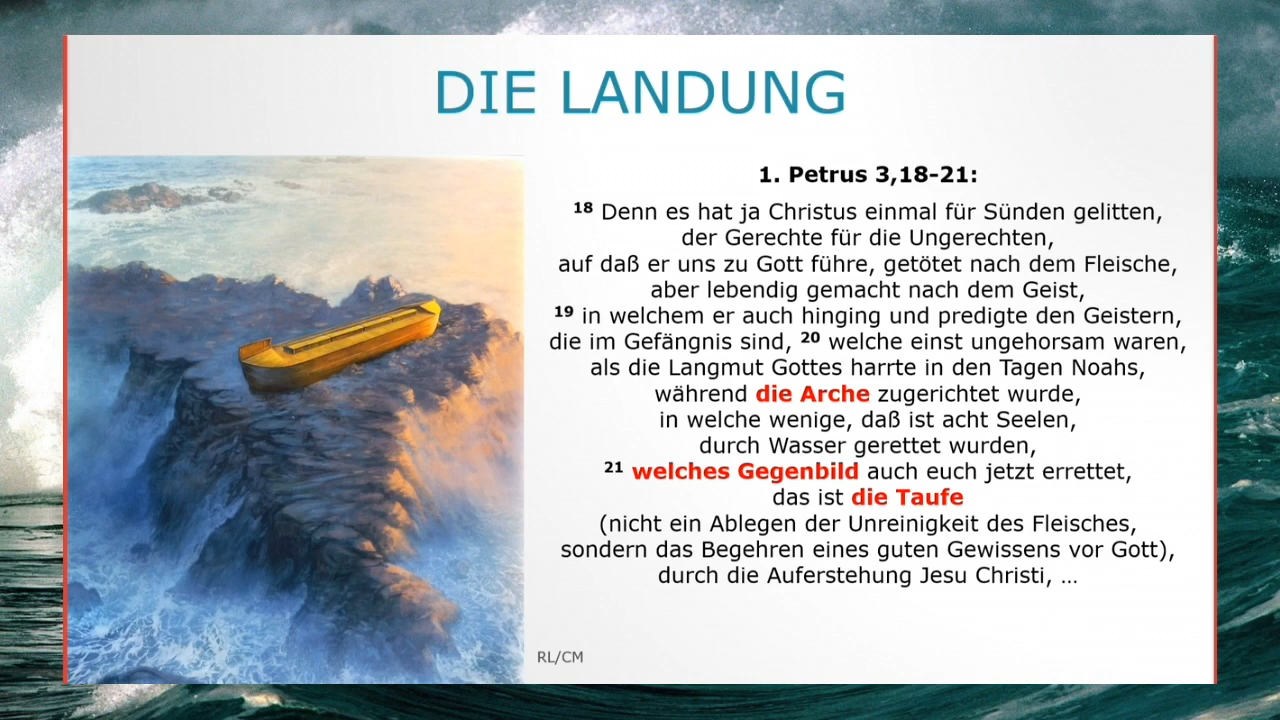 DIE LANDUNG
1. Petrus 3,18-21:
18 Denn es hat ja Christus einmal für Sünden gelitten,
der Gerechte für die Ungerechten,
auf daß er uns zu Gott führe, getötet nach dem Fleische,
aber lebendig gemacht nach dem Geist,
19 in welchem er auch hinging und predigte den Geistern,
die im Gefängnis sind, 20 welche einst ungehorsam waren,
als die Langmut Gottes harrte in den Tagen Noahs,
während die Arche zugerichtet wurde,
in welche wenige, daß ist acht Seelen,
durch Wasser gerettet wurden,
21 welches Gegenbild auch euch jetzt errettet,
das ist die Taufe
(nicht ein Ablegen der Unreinigkeit des Fleisches,
sondern das Begehren eines guten Gewissens vor Gott),
durch die Auferstehung Jesu Christi, ...
RL/CM